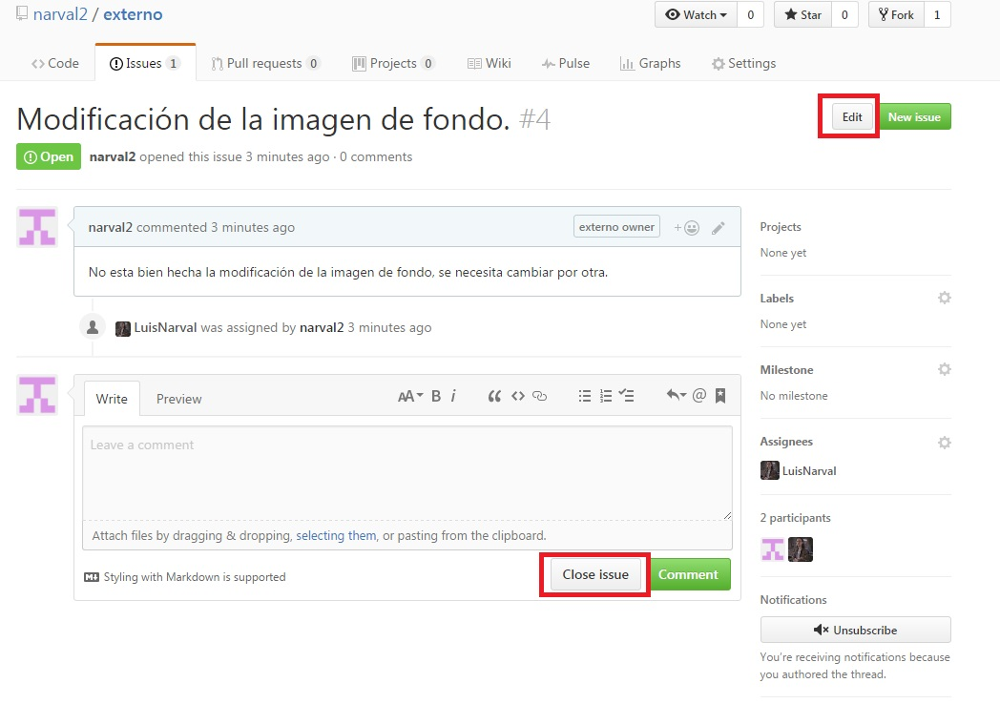 narval2 / externo
Watch 0 Star 0 Fork 1
Code Issues 1 Pull requests 0 Projects 0 Wiki Pulse Graphs Settings
Modificación de la imagen de fondo. #4
Edit New issue
Open narval2 opened this issue 3 minutes ago · 0 comments
narval2 commented 3 minutes ago
externo owner
No esta bien hecha la modificación de la imagen de fondo, se necesita cambiar por otra.
LuisNarval was assigned by narval2 3 minutes ago
Write Preview
AA B i
Leave a comment
Attach files by dragging & dropping, selecting them, or pasting from the clipboard.
Styling with Markdown is supported
Close issue Comment
Projects
None yet
Labels
None yet
Milestone
No milestone
Assignees
LuisNarval
2 participants
Notifications
Unsubscribe
You're receiving notifications because
you authored the thread.